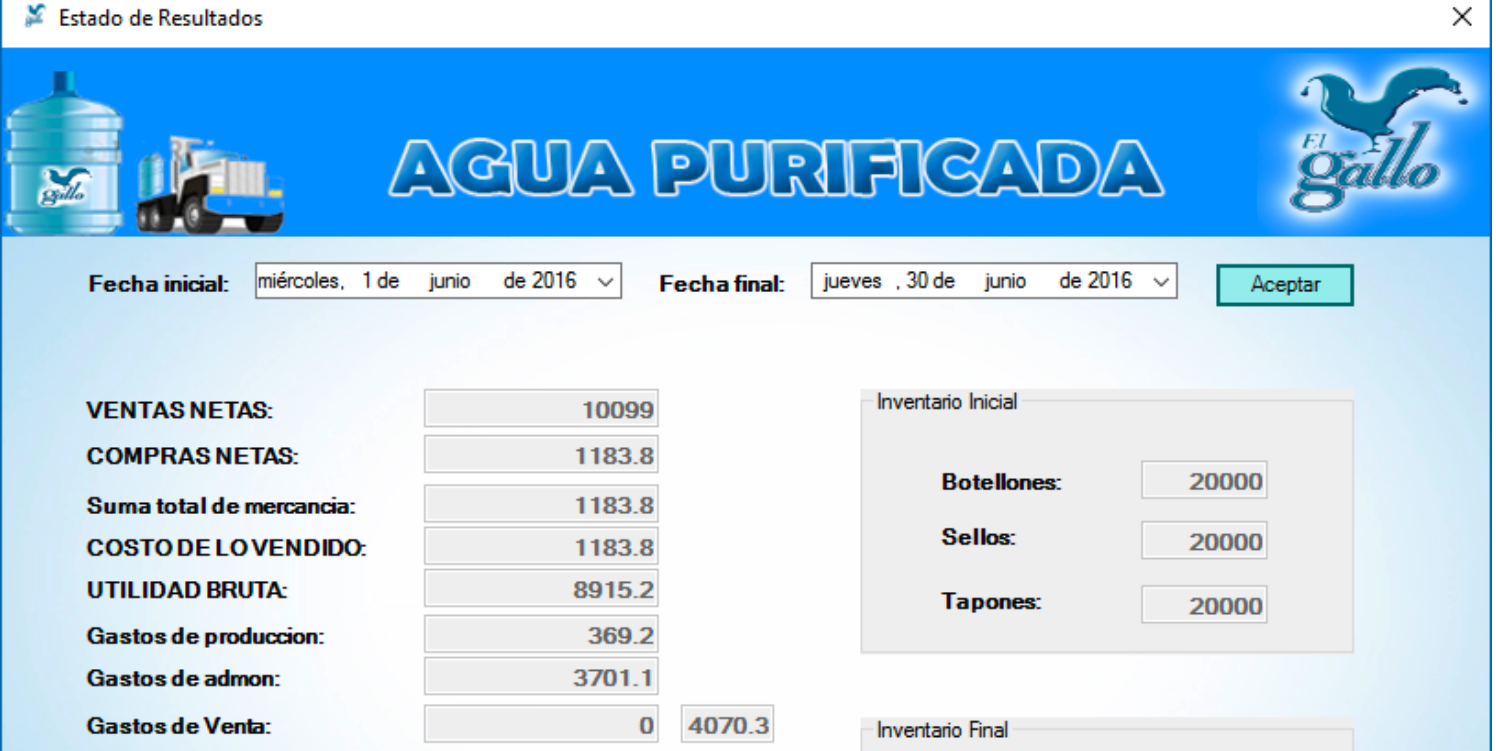 Estado de Resultados
gallo
AGUA PURIFICADA
El
gallo
Fecha inicial: miércoles, 1 de junio de 2016 Fecha final: jueves , 30 de junio de 2016 Aceptar
VENTAS NETAS: 10099
COMPRAS NETAS: 1183.8
Suma total de mercancia: 1183.8
COSTO DE LO VENDIDO: 1183.8
UTILIDAD BRUTA: 8915.2
Gastos de produccion: 369.2
Gastos de admon: 3701.1
Gastos de Venta: 0 4070.3
Inventario Inicial
Botellones: 20000
Sellos: 20000
Tapones: 20000
Inventario Final